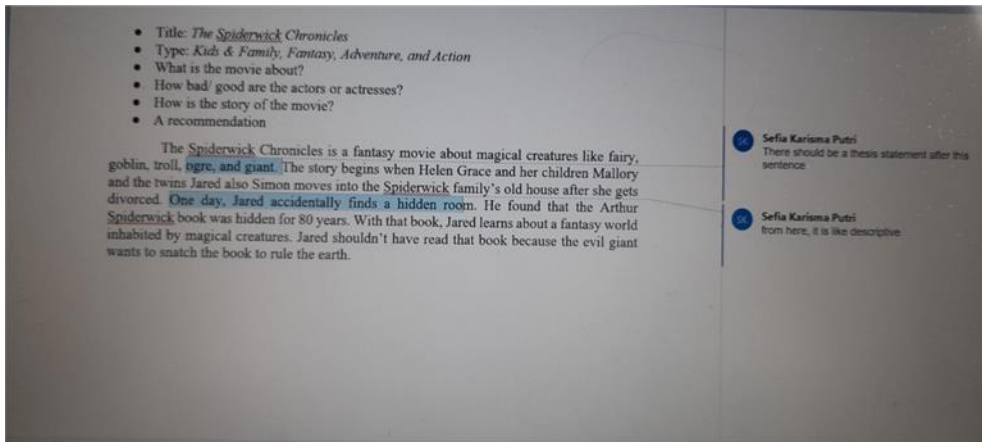 • Title: The Spiderwick Chronicles
• Type: Kids & Family, Fantasy, Adventure, and Action
• What is the movie about?
• How bad/ good are the actors or actresses?
• How is the story of the movie?
• A recommendation
The Spiderwick Chronicles is a fantasy movie about magical creatures like fairy,
goblin, troll, ogre, and giant. The story begins when Helen Grace and her children Mallory
and the twins Jared also Simon moves into the Spiderwick family's old house after she gets
divorced. One day, Jared accidentally finds a hidden room. He found that the Arthur
Spiderwick book was hidden for 80 years. With that book, Jared learns about a fantasy world
inhabited by magical creatures. Jared shouldn't have read that book because the evil giant
wants to snatch the book to rule the earth.
SK
Sefia Karisma Putri
There should be a thesis statement after this
sentence
SK
Sefia Karisma Putri
from here, it is like descriptive